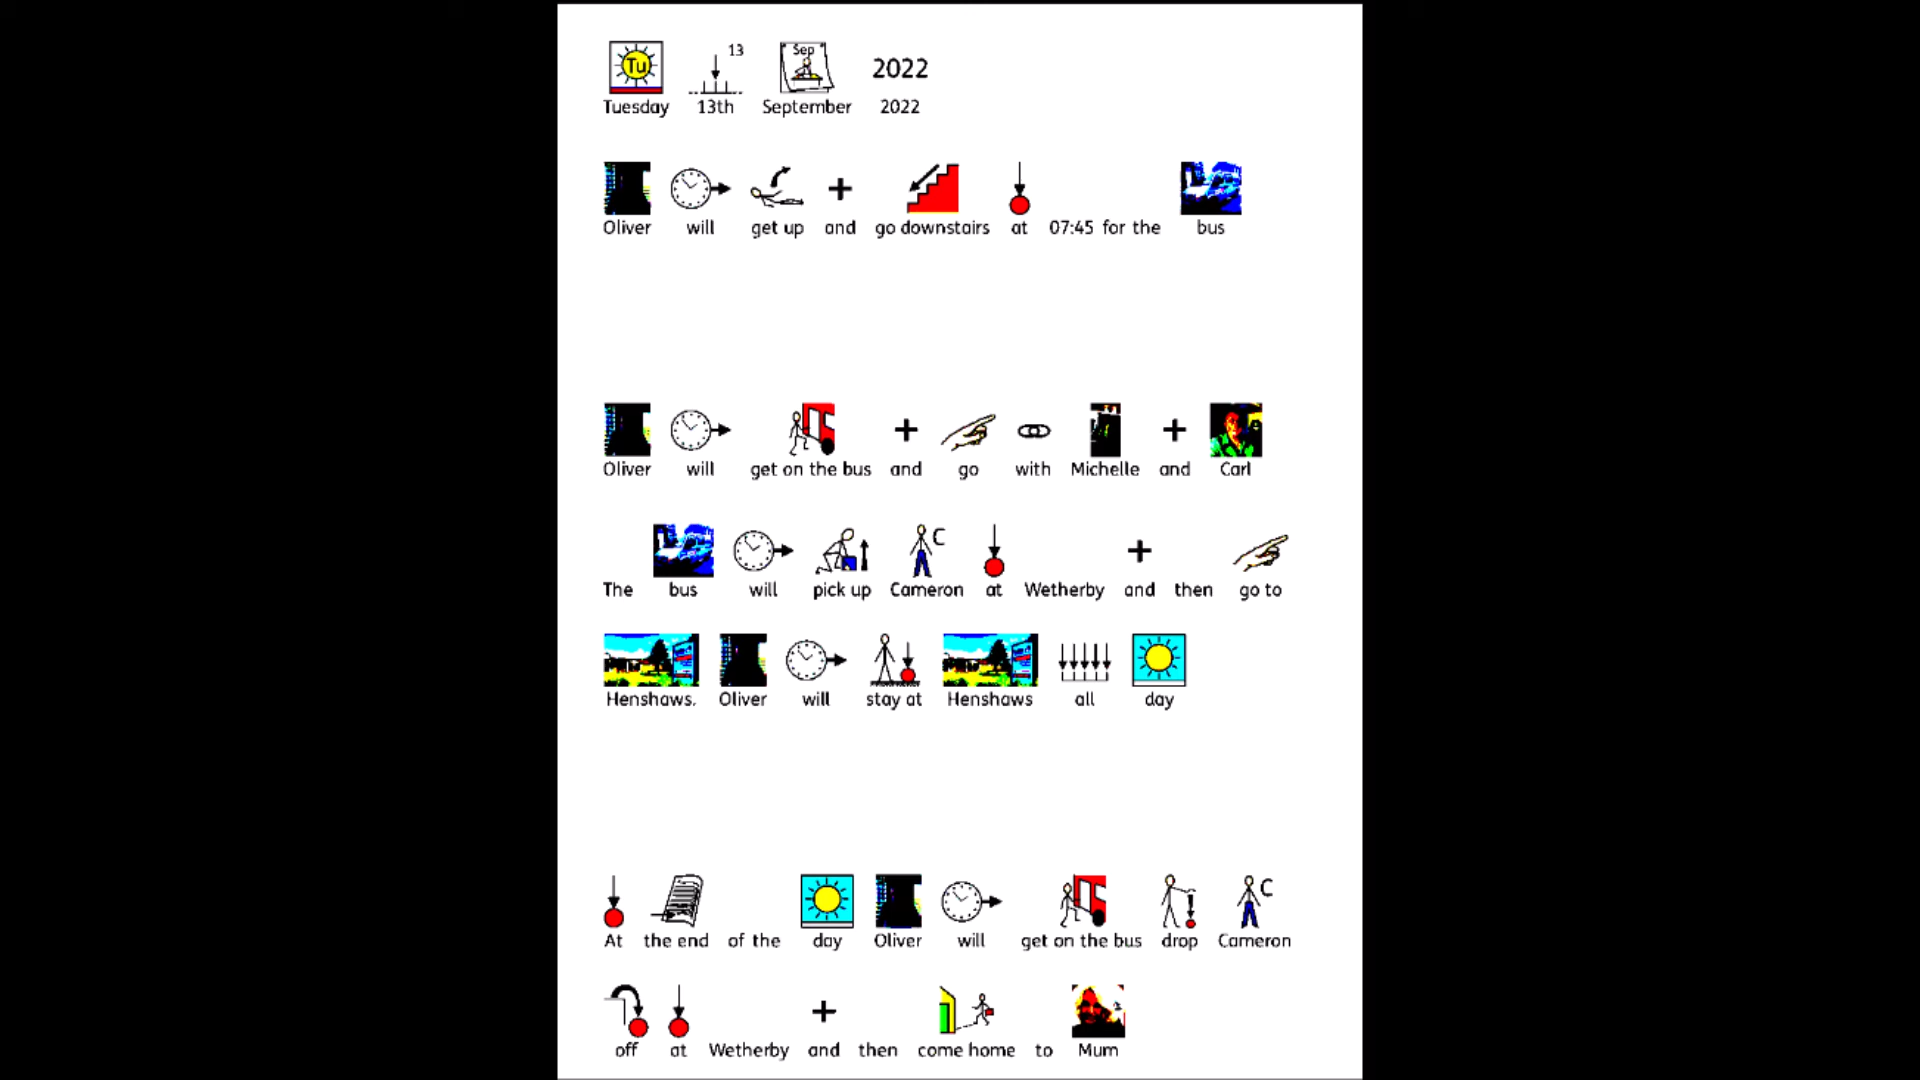 Tu 13 Sep 2022
Tuesday 13th September 2022
Oliver will get up and go downstairs at 07:45 for the bus
Oliver will get on the bus and go with Michelle and Carl
C
The bus will pick up Cameron at Wetherby and then go to
Henshaws. Oliver will stay at Henshaws all day
C
At the end of the day Oliver will get on the bus drop Cameron
off at Wetherby and then come home to Mum